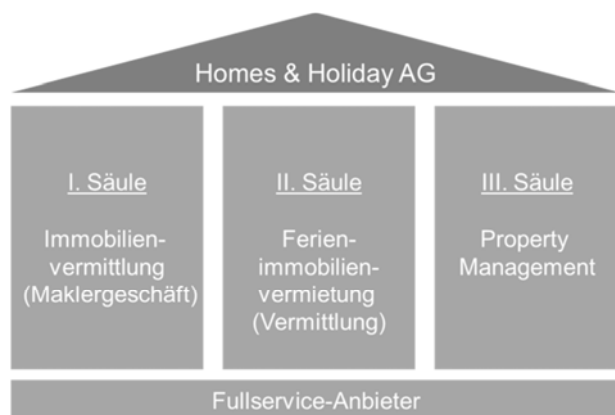 Homes & Holiday AG
I. Säule
Immobilien-
vermittlung
(Maklergeschäft)
II. Säule
Ferien-
immobilien-
vermietung
(Vermittlung)
III. Säule
Property
Management
Fullservice-Anbieter